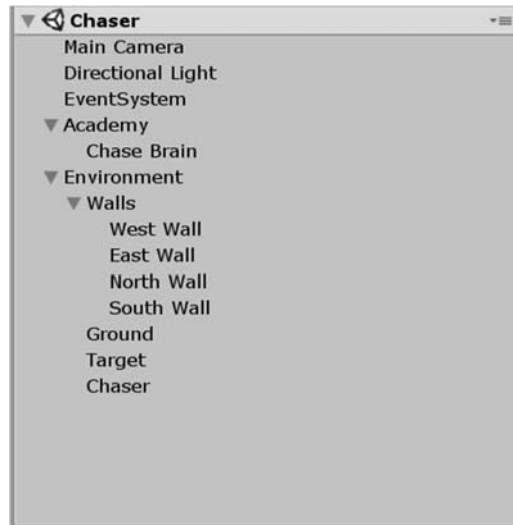 Chaser
Main Camera
Directional Light
EventSystem
Academy
Chase Brain
Environment
Walls
West Wall
East Wall
North Wall
South Wall
Ground
Target
Chaser